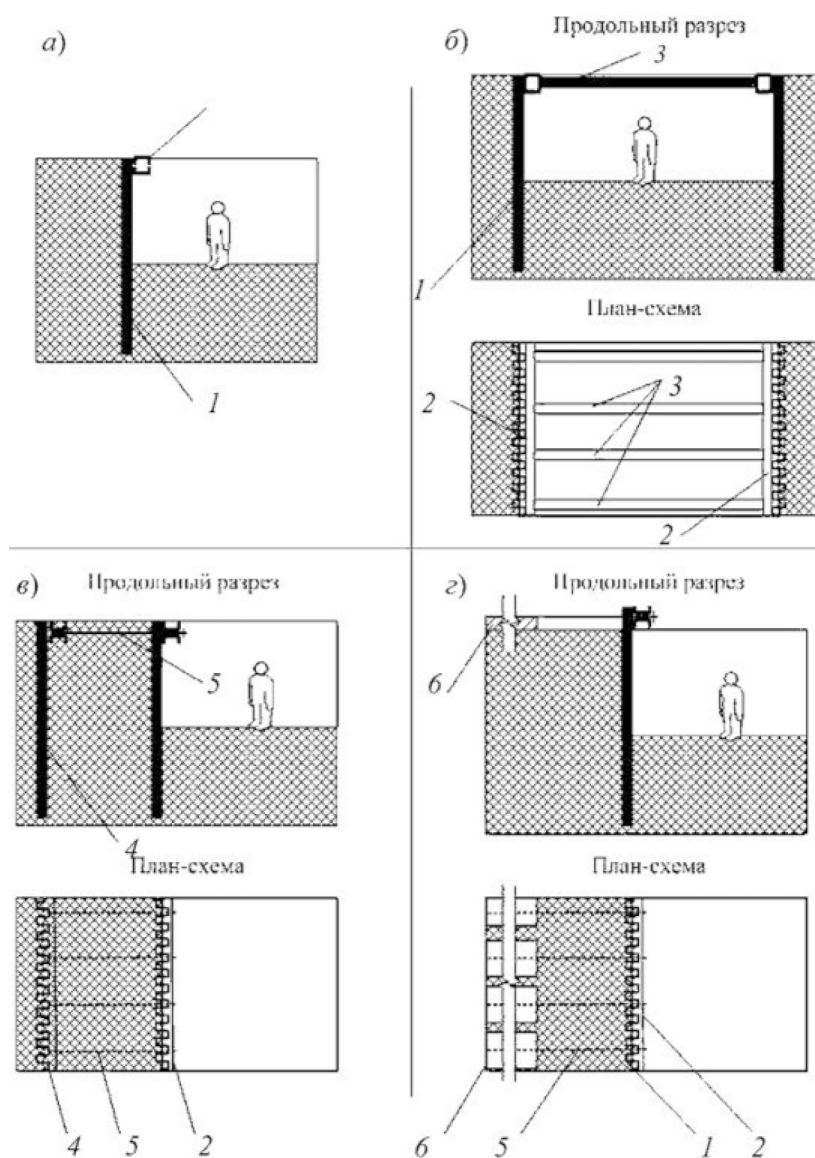 а)
1
б)
Продольный разрез
3
1
План-схема
2
3
2
в)
Продольный разрез
5
4
План-схема
4 5 2
г)
Продольный разрез
6
План-схема
6 5 1 2